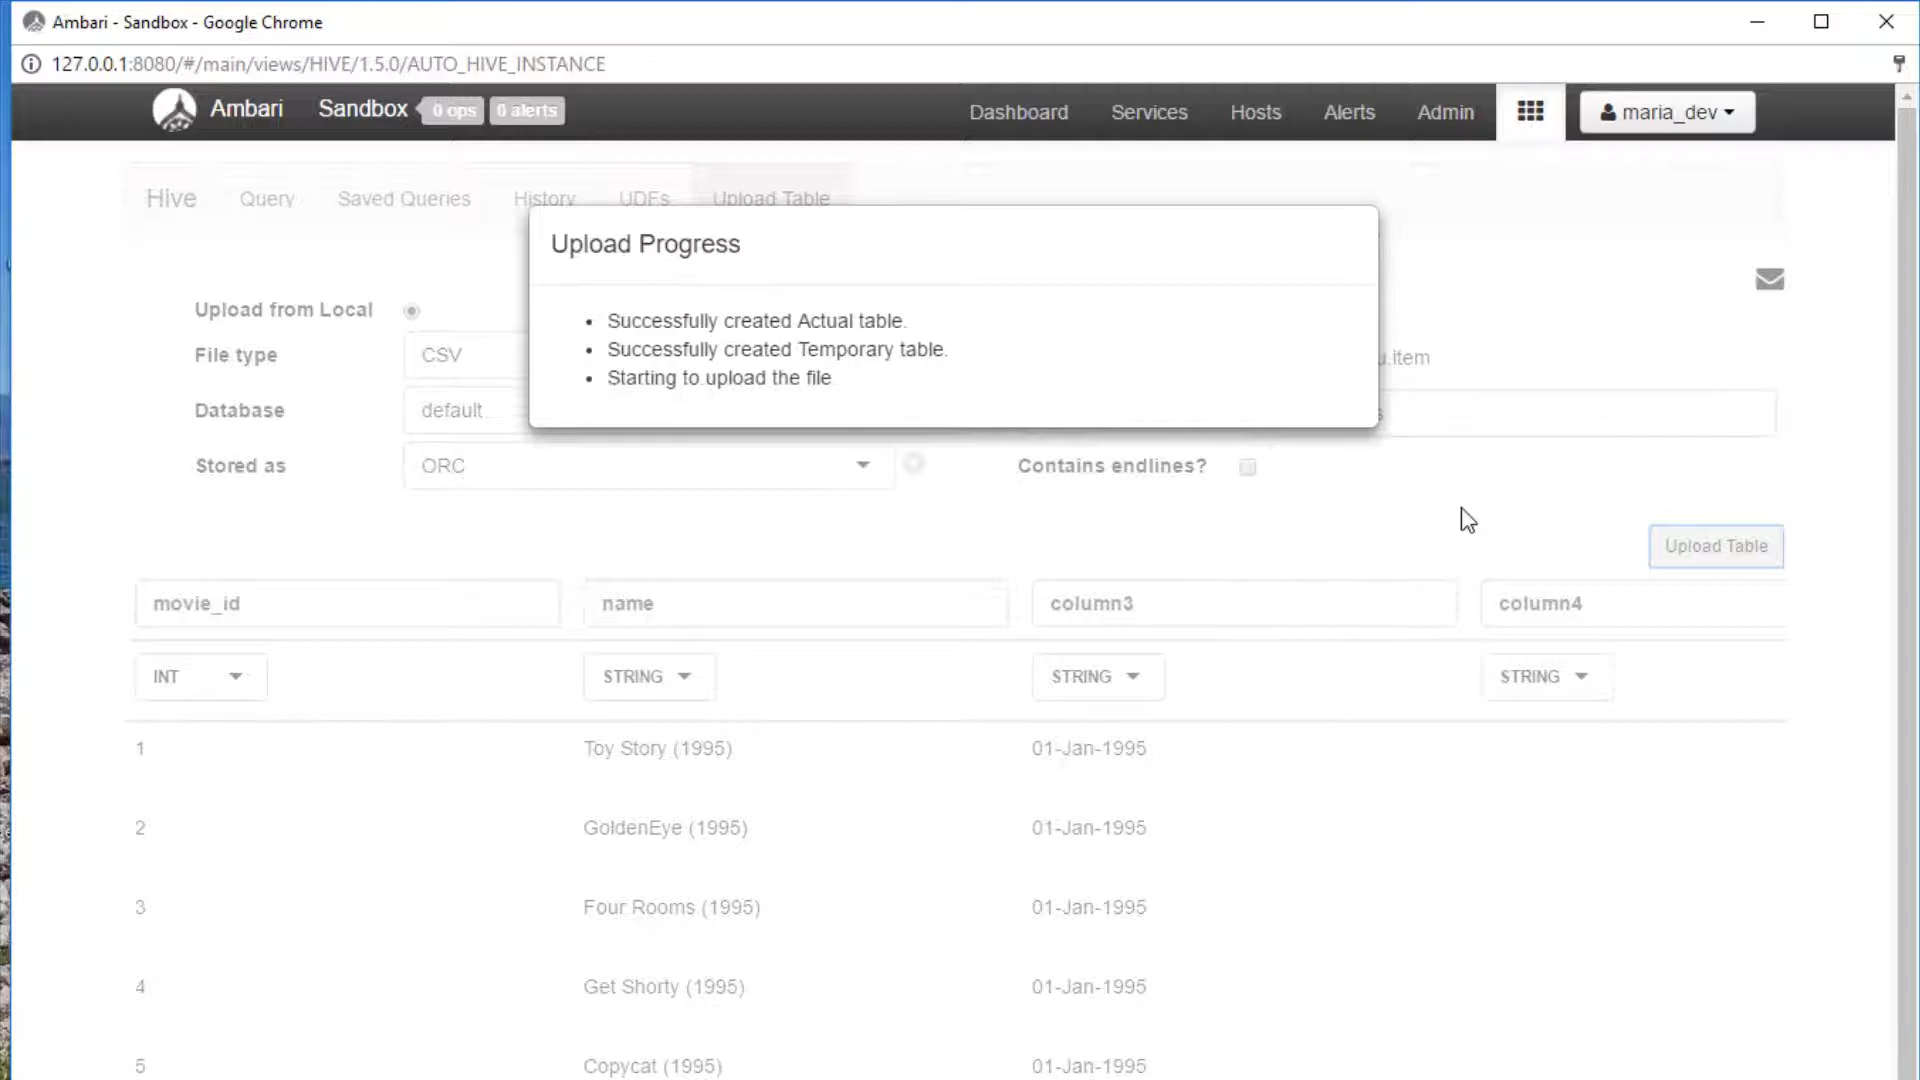 Ambari - Sandbox - Google Chrome
127.0.0.1:8080/#/main/views/HIVE/1.5.0/AUTO_HIVE_INSTANCE
Ambari Sandbox 0 ops 0 alerts Dashboard Services Hosts Alerts Admin maria_dev
Hive Query Saved Queries History UDFs Upload Table
Upload Progress
Successfully created Actual table.
Successfully created Temporary table.
Starting to upload the file
Upload from Local
File type CSV u.item
Database default s
Stored as ORC Contains endlines?
Upload Table
movie_id name column3 column4
INT STRING STRING STRING
1 Toy Story (1995) 01-Jan-1995
2 GoldenEye (1995) 01-Jan-1995
3 Four Rooms (1995) 01-Jan-1995
4 Get Shorty (1995) 01-Jan-1995
5 Copycat (1995) 01-Jan-1995